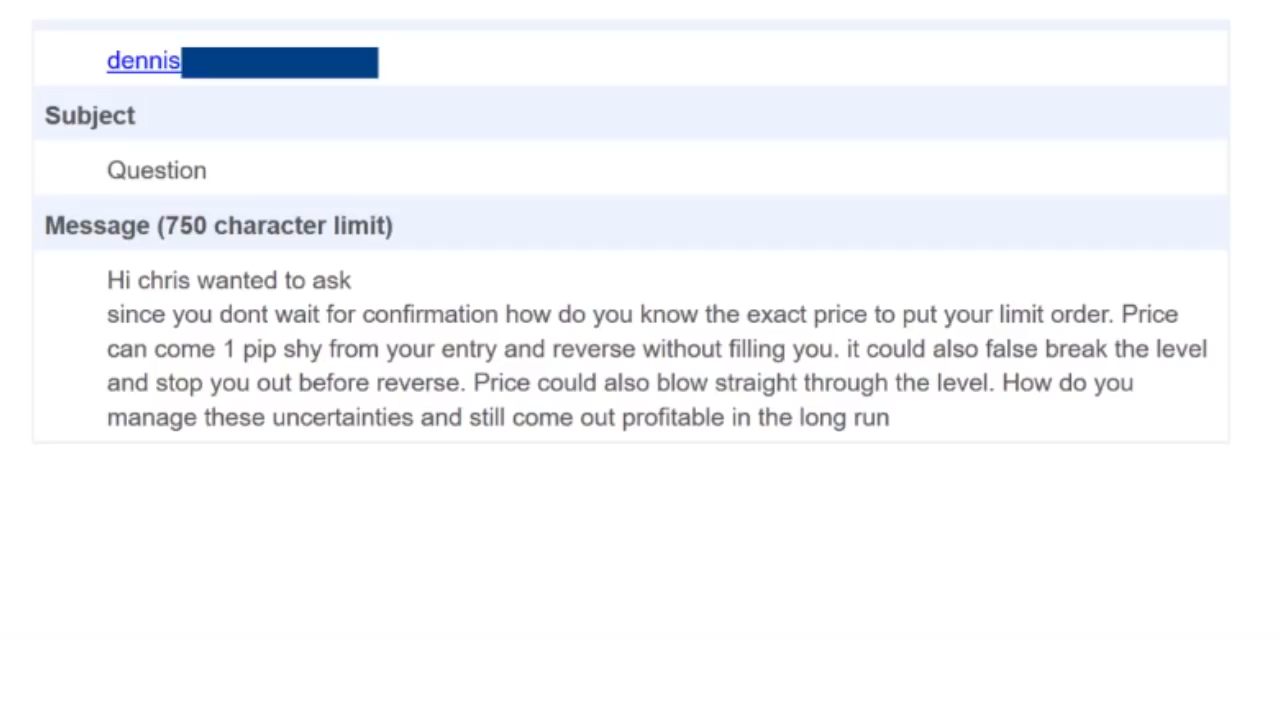 dennis
Subject
Question
Message (750 character limit)
Hi chris wanted to ask
since you dont wait for confirmation how do you know the exact price to put your limit order. Price
can come 1 pip shy from your entry and reverse without filling you. it could also false break the level
and stop you out before reverse. Price could also blow straight through the level. How do you
manage these uncertainties and still come out profitable in the long run